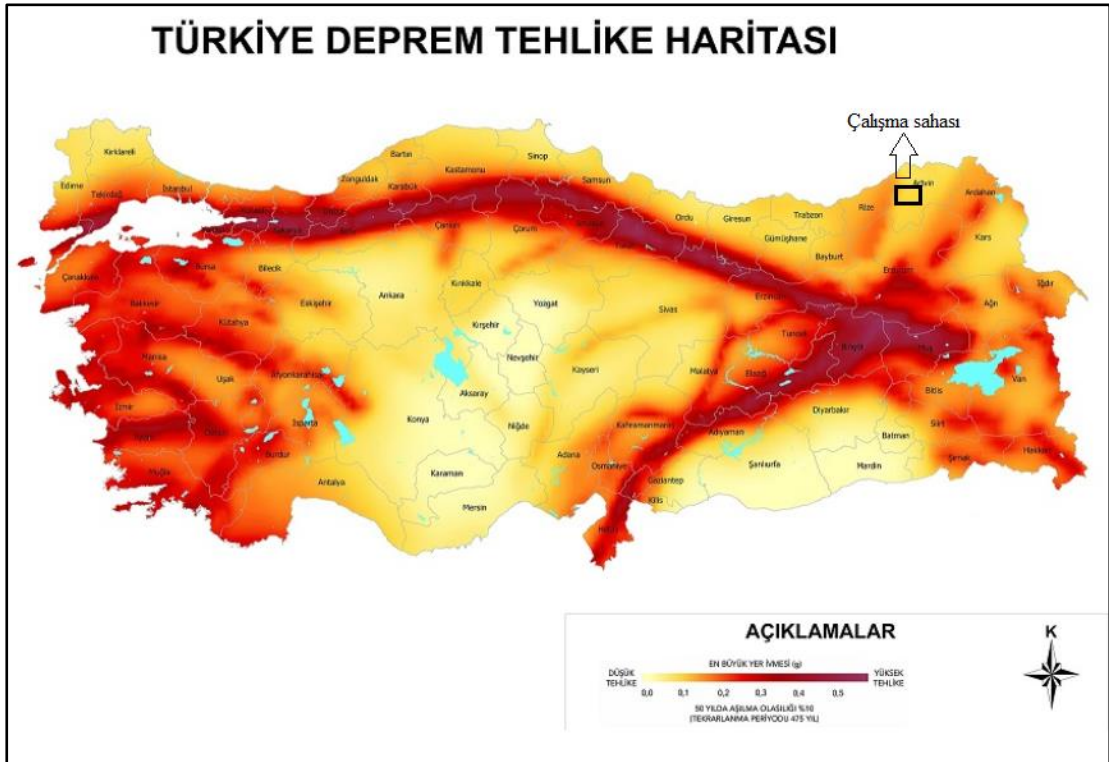 TÜRKİYE DEPREM TEHLİKE HARİTASI
Çalışma sahası
Kırklareli
Edirne
Tekirdağ
İstanbul
Zonguldak
Bartın
Karabük
Kastamonu
Sinop
Samsun
Ordu
Giresun
Trabzon
Rize
Artvin
Ardahan
Kars
Gümüşhane
Bayburt
Erzurum
Iğdır
Ağrı
Çanakkale
Bursa
Bilecik
Eskişehir
Ankara
Çankırı
Çorum
Kırıkkale
Yozgat
Sivas
Erzincan
Tunceli
Bingöl
Muş
Balıkesir
Kütahya
Kırşehir
Nevşehir
Kayseri
Malatya
Elazığ
Bitlis
Van
Manisa
Uşak
Afyonkarahisar
Aksaray
Diyarbakır
Siirt
İzmir
Isparta
Konya
Niğde
Kahramanmaraş
Adıyaman
Batman
Hakkari
Burdur
Adana
Osmaniye
Şanlıurfa
Mardin
Şırnak
Muğla
Antalya
Karaman
Gaziantep
Kilis
Mersin
Hatay
AÇIKLAMALAR
K
EN BÜYÜK YER İVMESİ (g)
DÜŞÜK
TEHLİKE
YÜKSEK
TEHLİKE
0,0 0,1 0,2 0,3 0,4 0,5
50 YILDA AŞILMA OLASILIĞI %10
(TEKRARLANMA PERİYODU 475 YIL)